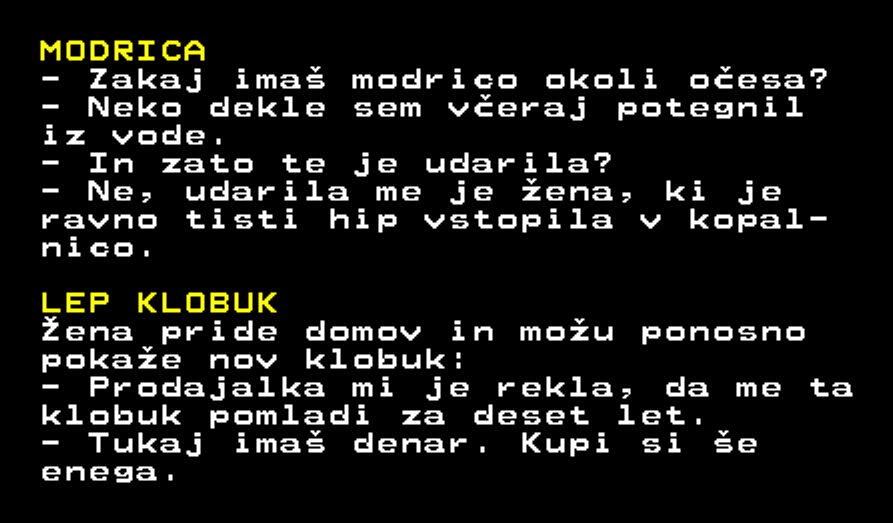 MODRICA
- Zakaj imaš modrico okoli očesa?
- Neko dekle sem včeraj potegnil
iz vode.
- In zato te je udarila?
- Ne, udarila me je žena, ki je
ravno tisti hip vstopila v kopal-
nico.
LEP KLOBUK
Žena pride domov in možu ponosno
pokaže nov klobuk:
- Prodajalka mi je rekla, da me ta
klobuk pomladi za deset let.
- Tukaj imaš denar. Kupi si še
enega.